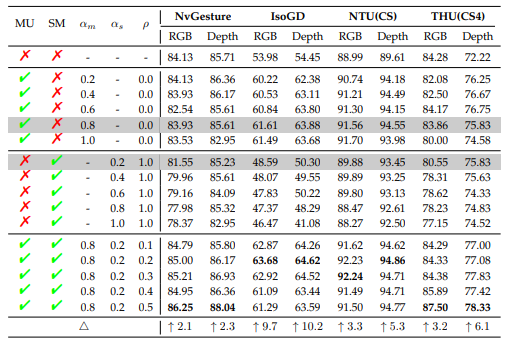 MU SM αm αs ρ NvGesture IsoGD NTU(CS) THU(CS4)
RGB Depth RGB Depth RGB Depth RGB Depth
✗ ✗ - - - 84.13 85.71 53.98 54.45 88.99 89.61 84.28 72.22
✓ ✗ 0.2 - 0.0 84.13 86.36 60.22 62.38 90.74 94.18 82.08 76.25
✓ ✗ 0.4 - 0.0 83.93 86.17 60.53 63.11 91.21 94.49 82.50 76.67
✓ ✗ 0.6 - 0.0 82.54 85.61 60.84 63.80 91.30 94.15 84.17 76.75
✓ ✗ 0.8 - 0.0 83.93 85.61 61.61 63.88 91.56 94.55 83.86 75.83
✓ ✗ 1.0 - 0.0 83.53 82.95 61.49 63.68 91.70 93.98 80.00 74.58
✗ ✓ - 0.2 1.0 81.55 85.23 48.59 50.30 89.88 93.45 80.55 75.83
✗ ✓ - 0.4 1.0 79.96 85.61 48.07 49.55 89.89 93.25 78.31 75.63
✗ ✓ - 0.6 1.0 79.16 84.09 47.83 50.22 89.80 93.13 78.62 74.33
✗ ✓ - 0.8 1.0 77.98 85.32 47.37 48.29 88.47 92.61 78.23 74.83
✗ ✓ - 1.0 1.0 78.37 82.95 46.47 41.08 88.27 92.50 77.15 74.52
✓ ✓ 0.8 0.2 0.1 84.79 85.80 62.87 64.26 91.62 94.62 84.29 77.00
✓ ✓ 0.8 0.2 0.2 85.00 86.17 63.68 64.62 92.23 94.86 84.33 77.08
✓ ✓ 0.8 0.2 0.3 85.21 86.93 62.92 64.52 92.24 94.71 84.38 77.83
✓ ✓ 0.8 0.2 0.4 84.95 86.36 61.09 63.44 91.49 94.71 85.89 77.42
✓ ✓ 0.8 0.2 0.5 86.25 88.04 61.29 63.59 91.50 94.77 87.50 78.33
△ ↑ 2.1 ↑ 2.3 ↑ 9.7 ↑ 10.2 ↑ 3.3 ↑ 5.3 ↑ 3.2 ↑ 6.1